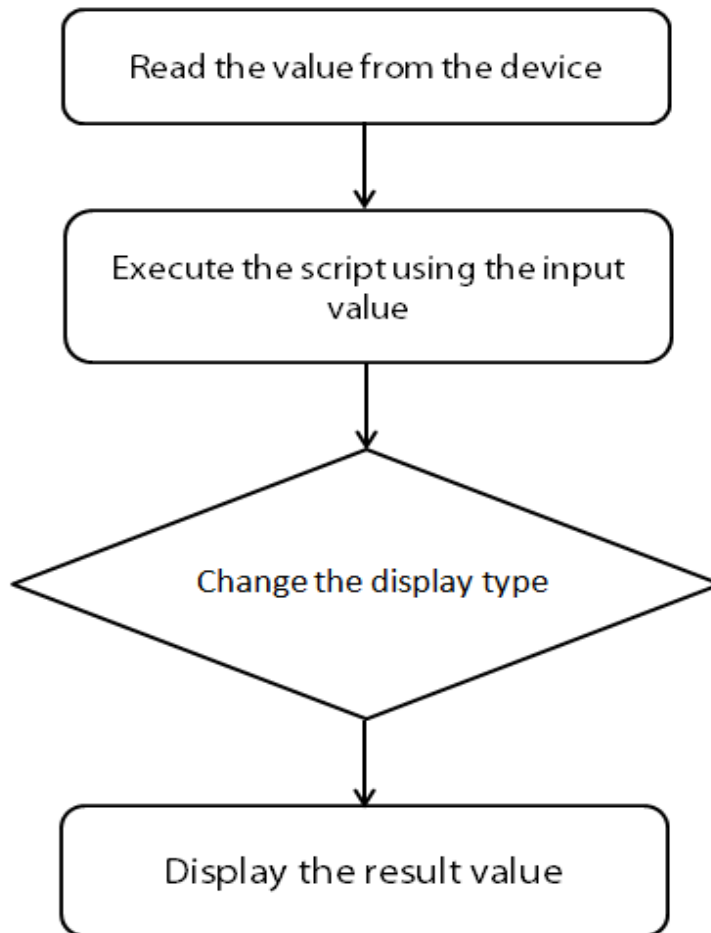 Read the value from the device
Execute the script using the input
value
Change the display type
Display the result value